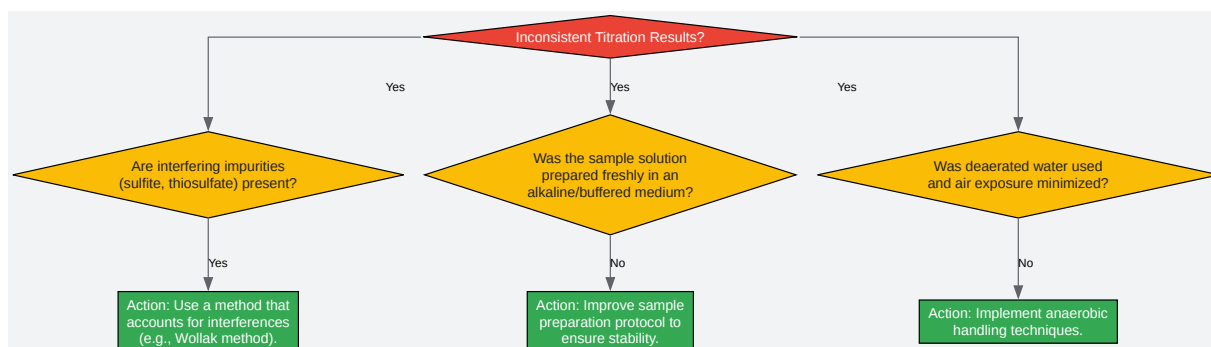 Inconsistent Titration Results?
Yes
Yes
Yes
Are interfering impurities
(sulfite, thiosulfate) present?
Was the sample solution
prepared freshly in an
alkaline/buffered medium?
Was deaerated water used
and air exposure minimized?
Yes
No
No
Action: Use a method that
accounts for interferences
(e.g., Wollak method).
Action: Improve sample
preparation protocol to
ensure stability.
Action: Implement anaerobic
handling techniques.